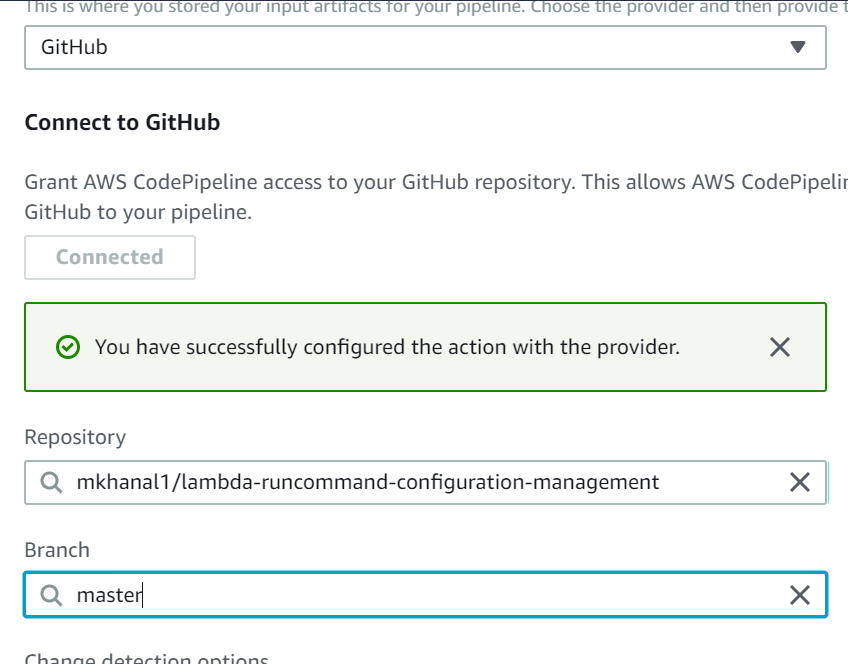 This is where you stored your input artifacts for your pipeline. Choose the provider and then provide t
GitHub
Connect to GitHub
Grant AWS CodePipeline access to your GitHub repository. This allows AWS CodePipelin
GitHub to your pipeline.
Connected
You have successfully configured the action with the provider.
Repository
mkhanal1/lambda-runcommand-configuration-management
Branch
master
Change detection options